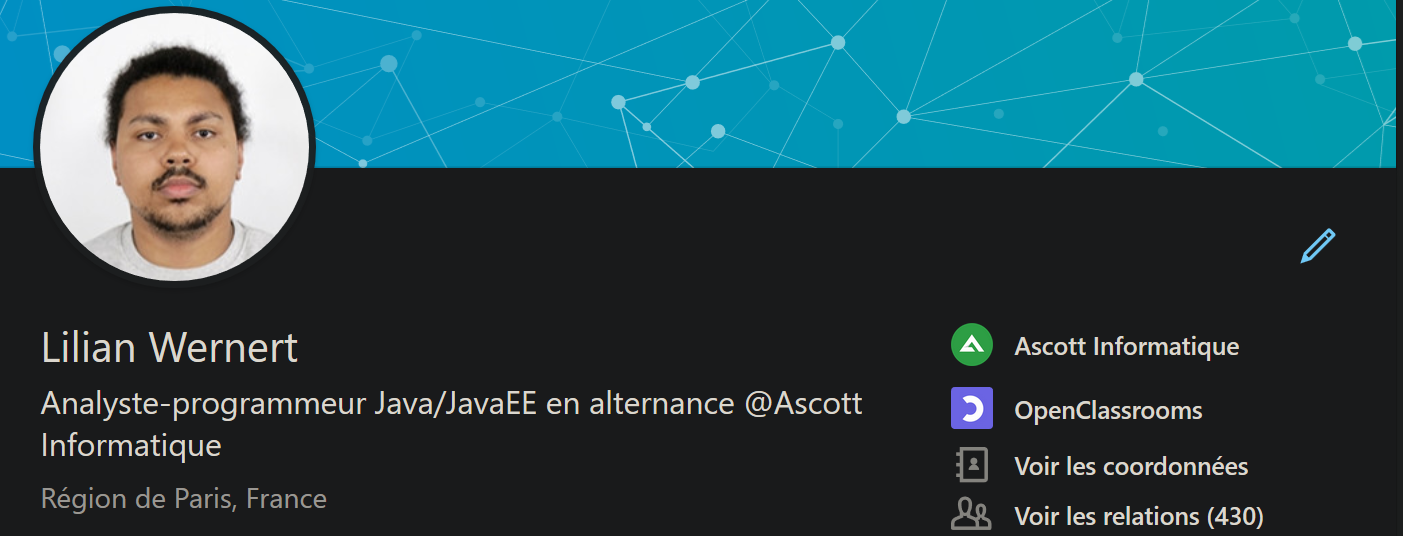 Lilian Wernert
Analyste-programmeur Java/JavaEE en alternance @Ascott
Informatique
Région de Paris, France
Ascott Informatique
OpenClassrooms
Voir les coordonnées
Voir les relations (430)